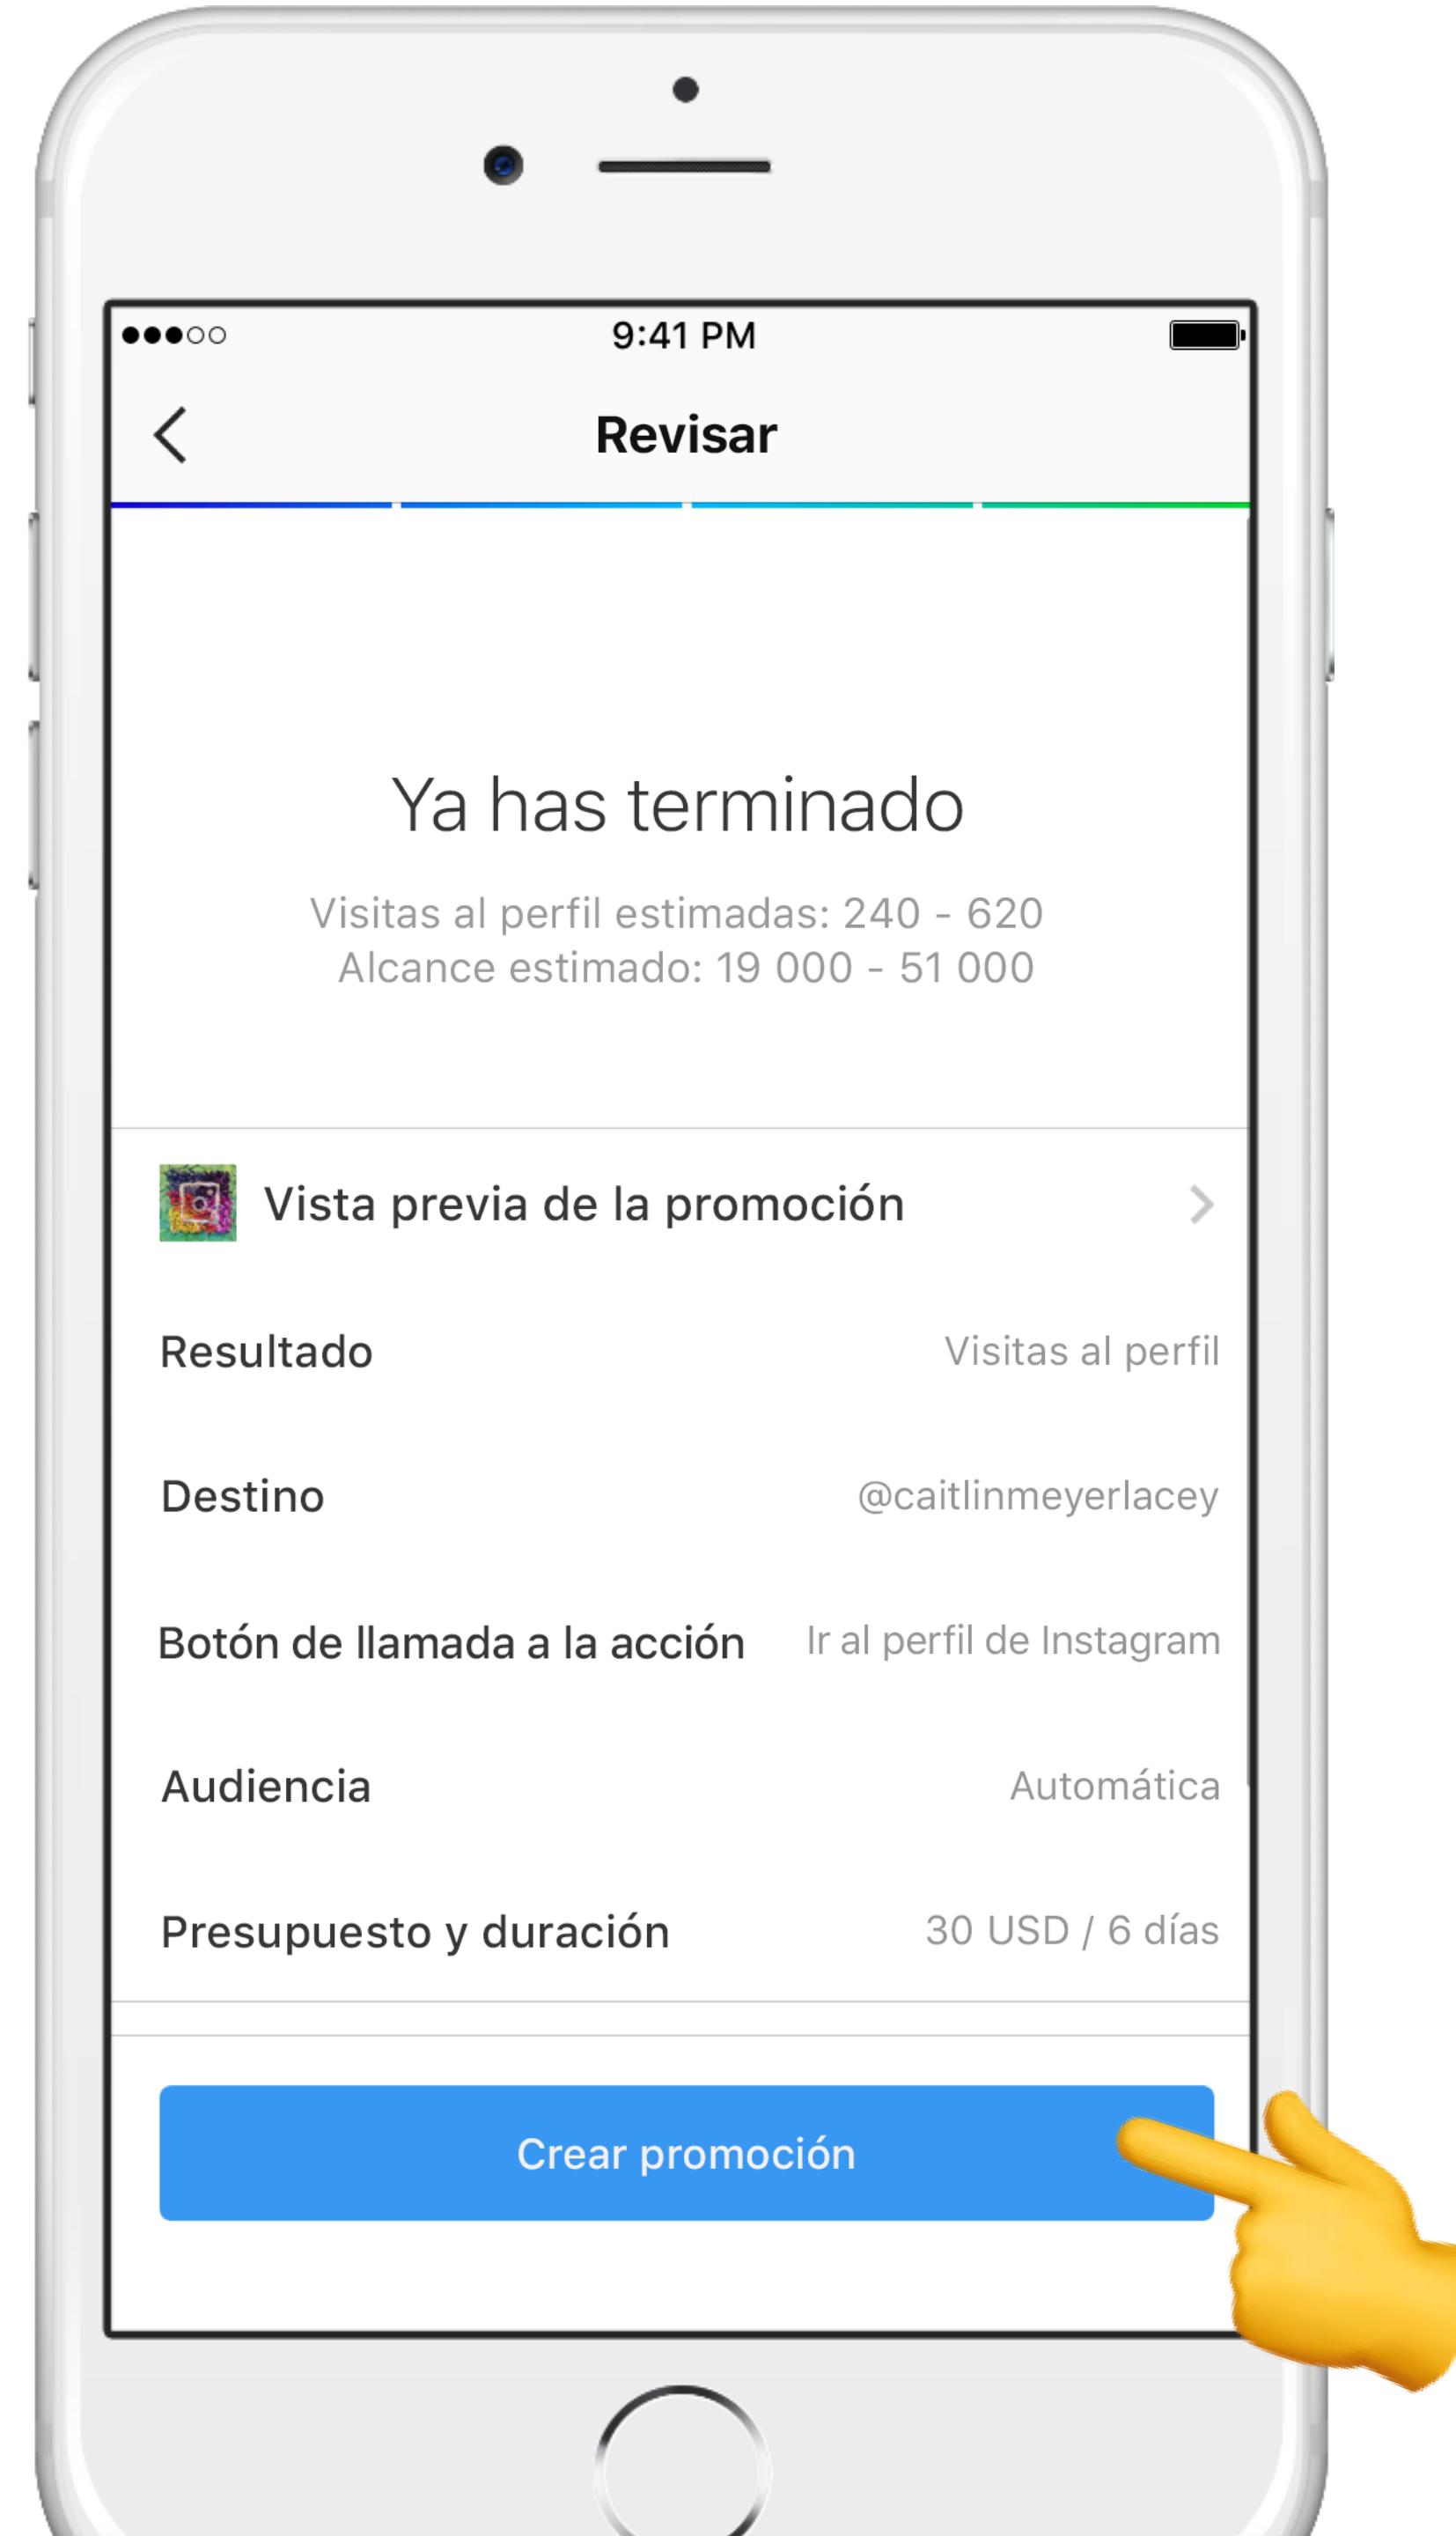 9:41 PM
Revisar
Ya has terminado
Visitas al perfil estimadas: 240 - 620
Alcance estimado: 19 000 - 51 000
Vista previa de la promoción
Resultado Visitas al perfil
Destino @caitlinmeyerlacey
Botón de llamada a la acción Ir al perfil de Instagram
Audiencia Automática
Presupuesto y duración 30 USD / 6 días
Crear promoción